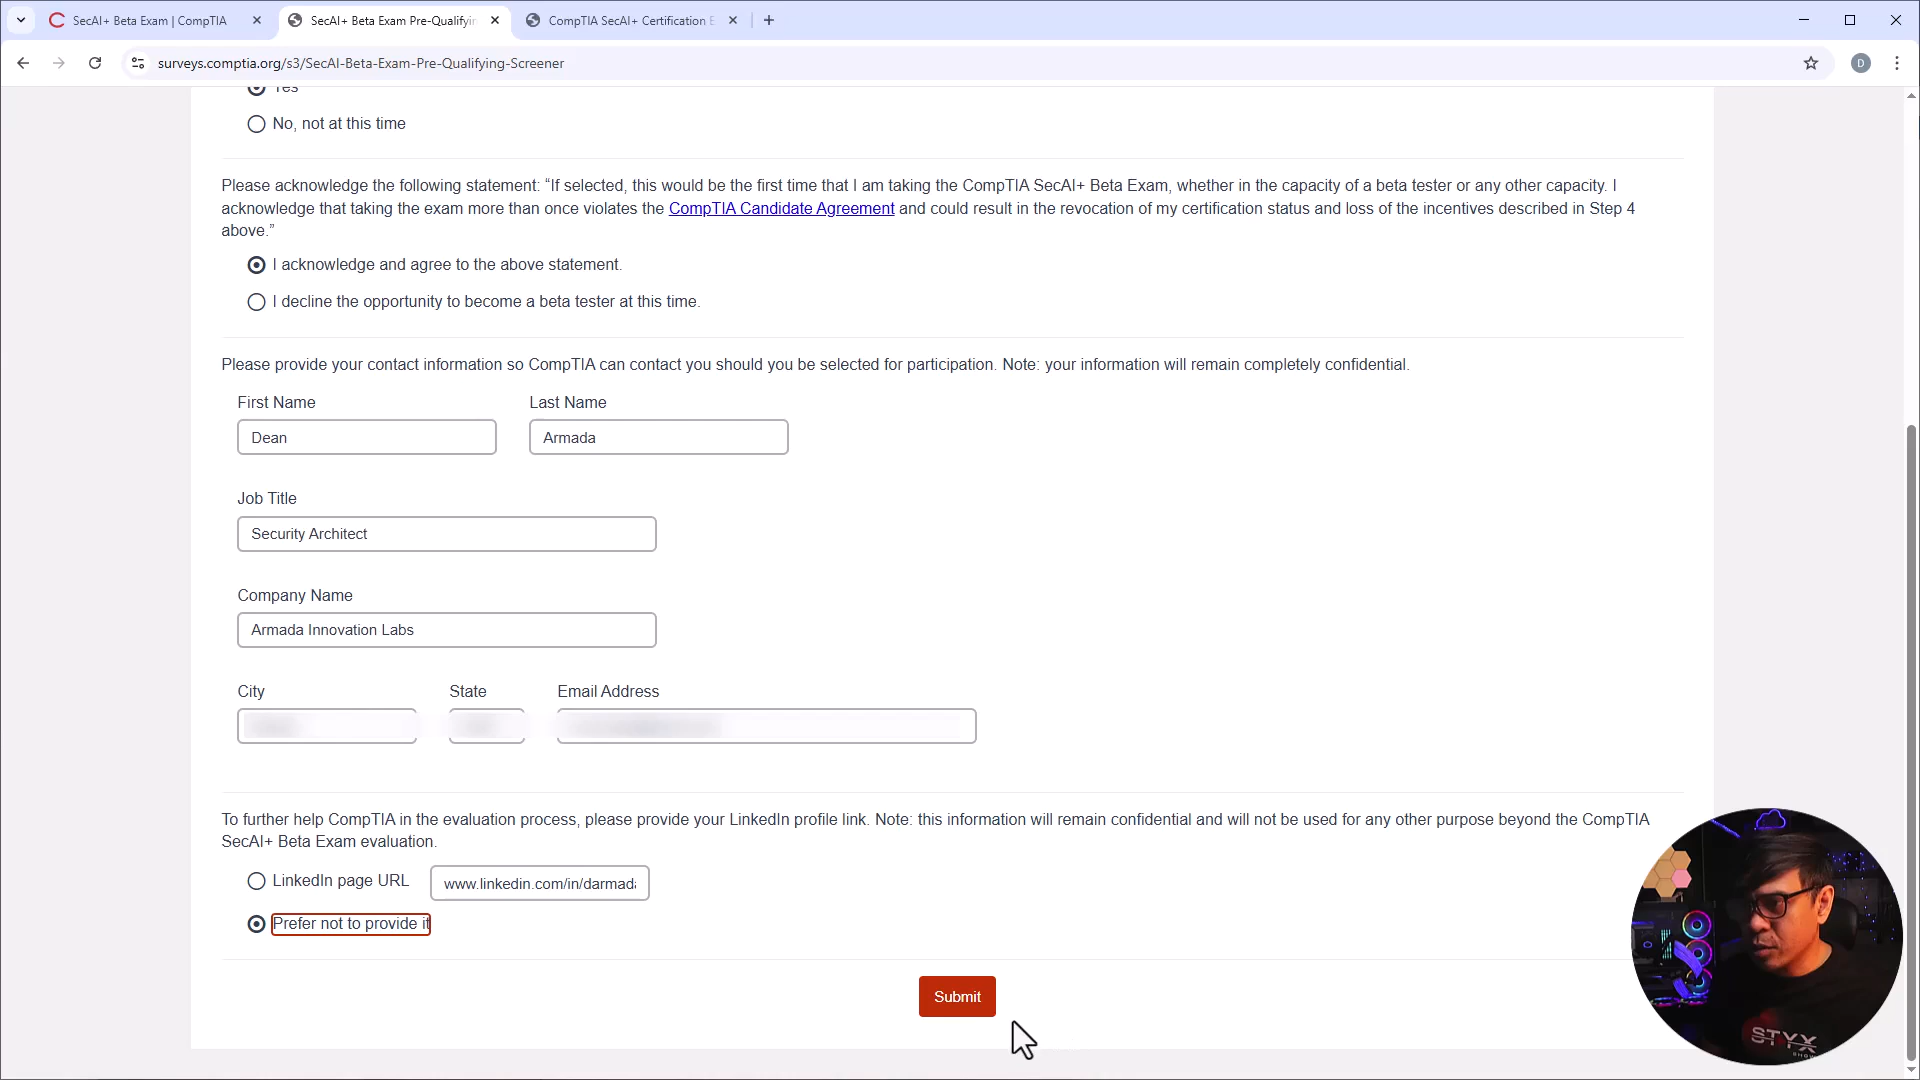 SecAI+ Beta Exam | CompTIA
SecAI+ Beta Exam Pre-Qualifyin
CompTIA SecAI+ Certification E
surveys.comptia.org/s3/SecAI-Beta-Exam-Pre-Qualifying-Screener
D
Yes
No, not at this time
Please acknowledge the following statement: “If selected, this would be the first time that I am taking the CompTIA SecAI+ Beta Exam, whether in the capacity of a beta tester or any other capacity. I
acknowledge that taking the exam more than once violates the CompTIA Candidate Agreement and could result in the revocation of my certification status and loss of the incentives described in Step 4
above.”
I acknowledge and agree to the above statement.
I decline the opportunity to become a beta tester at this time.
Please provide your contact information so CompTIA can contact you should you be selected for participation. Note: your information will remain completely confidential.
First Name Last Name
Dean Armada
Job Title
Security Architect
Company Name
Armada Innovation Labs
City State Email Address
To further help CompTIA in the evaluation process, please provide your LinkedIn profile link. Note: this information will remain confidential and will not be used for any other purpose beyond the CompTIA
SecAI+ Beta Exam evaluation.
LinkedIn page URL www.linkedin.com/in/darmada
Prefer not to provide it
Submit
STYX